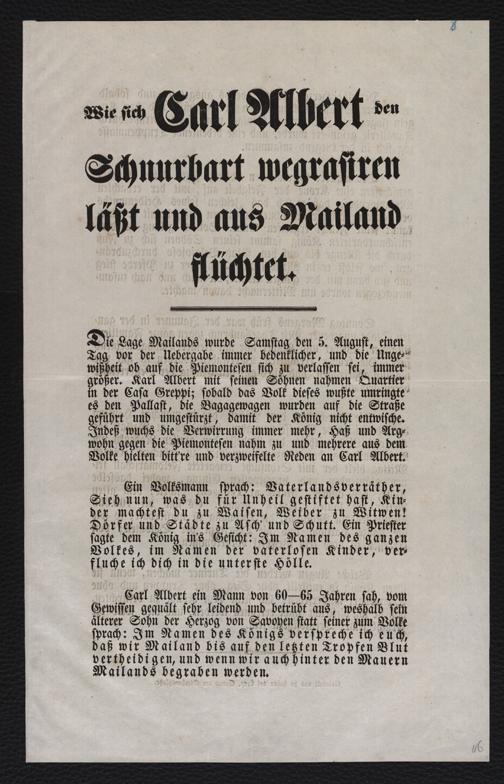 8
Wie sich Carl Albert den
Schnurbart wegrasiren
läßt und aus Mailand
flüchtet.
Die Lage Mailands wurde Samstag den 5. August, einen
Tag vor der Uebergabe immer bedenklicher, und die Unge-
wißheit ob auf die Piemontesen sich zu verlassen sei, immer
größer. Karl Albert mit seinen Söhnen nahmen Quartier
in der Casa Greppi; sobald das Volk dieses wußte umringte
es den Pallast, die Bagagewagen wurden auf die Straße
geführt und umgestürzt, damit der König nicht entwische.
Indeß wuchs die Verwirrung immer mehr, Haß und Arg-
wohn gegen die Piemontesen nahm zu und mehrere aus dem
Volke hielten bitt're und verzweifelte Reden an Carl Albert.
Ein Volksmann sprach: Vaterlandsverräther,
Sieh nun, was du für Unheil gestiftet hast, Kin-
der machtest du zu Waisen, Weiber zu Witwen!
Dörfer und Städte zu Asch' und Schutt. Ein Priester
sagte dem König in's Gesicht: Im Namen des ganzen
Volkes, im Namen der vaterlosen Kinder, ver-
fluche ich dich in die unterste Hölle.
Carl Albert ein Mann von 60—65 Jahren sah, vom
Gewissen gequält sehr leidend und betrübt aus, weshalb sein
älterer Sohn der Herzog von Savoyen statt seiner zum Volke
sprach: Im Namen des Königs verspreche ich euch,
daß wir Mailand bis auf den letzten Tropfen Blut
vertheidigen, und wenn wir auch hinter den Mauern
Mailands begraben werden.